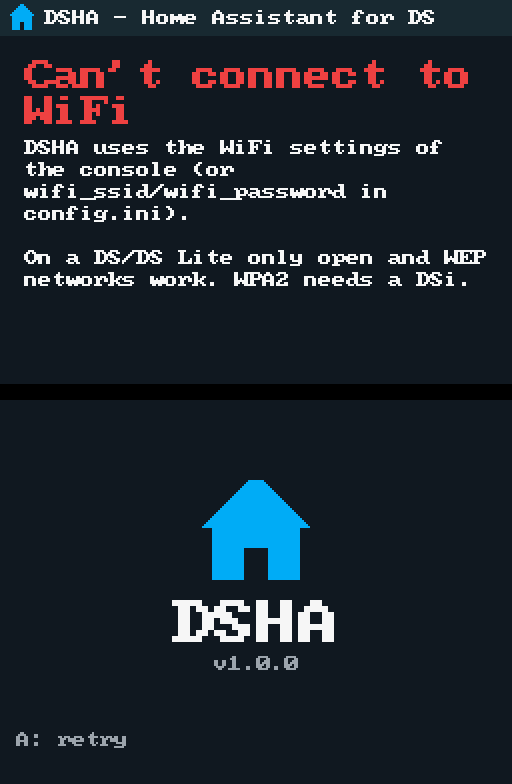 DSHA - Home Assistant for DS
Can't connect to
WiFi
DSHA uses the WiFi settings of
the console (or
wifi_ssid/wifi_password in
config.ini).
On a DS/DS Lite only open and WEP
networks work. WPA2 needs a DSi.
DSHA
v1.0.0
A: retry